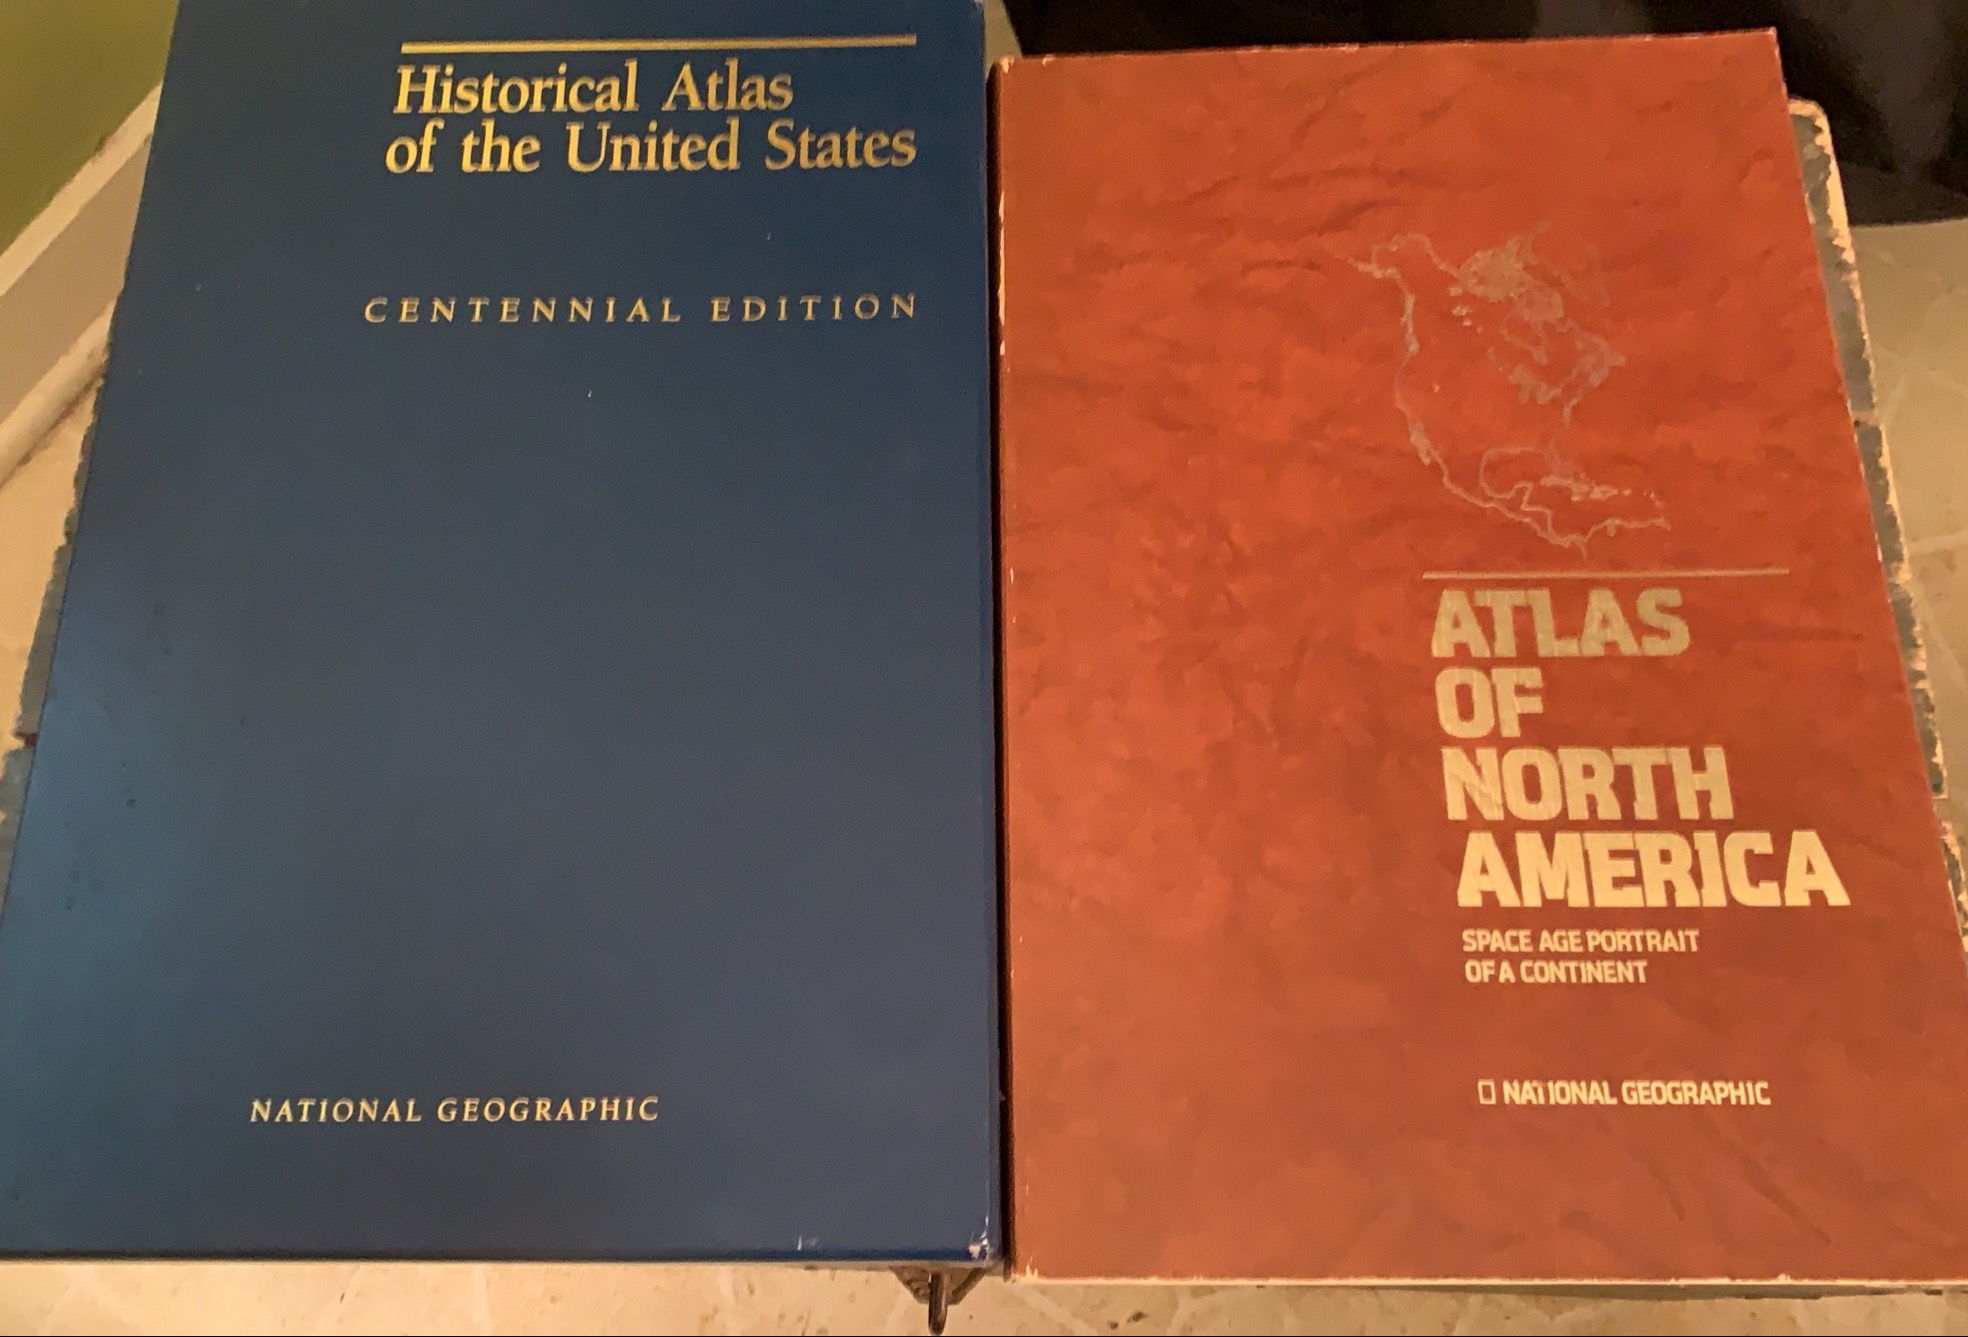 Historical Atlas
of the United States
CENTENNIAL EDITION
NATIONAL GEOGRAPHIC
ATLAS
OF
NORTH
AMERICA
SPACE AGE PORTRAIT
OF A CONTINENT
NATIONAL GEOGRAPHIC